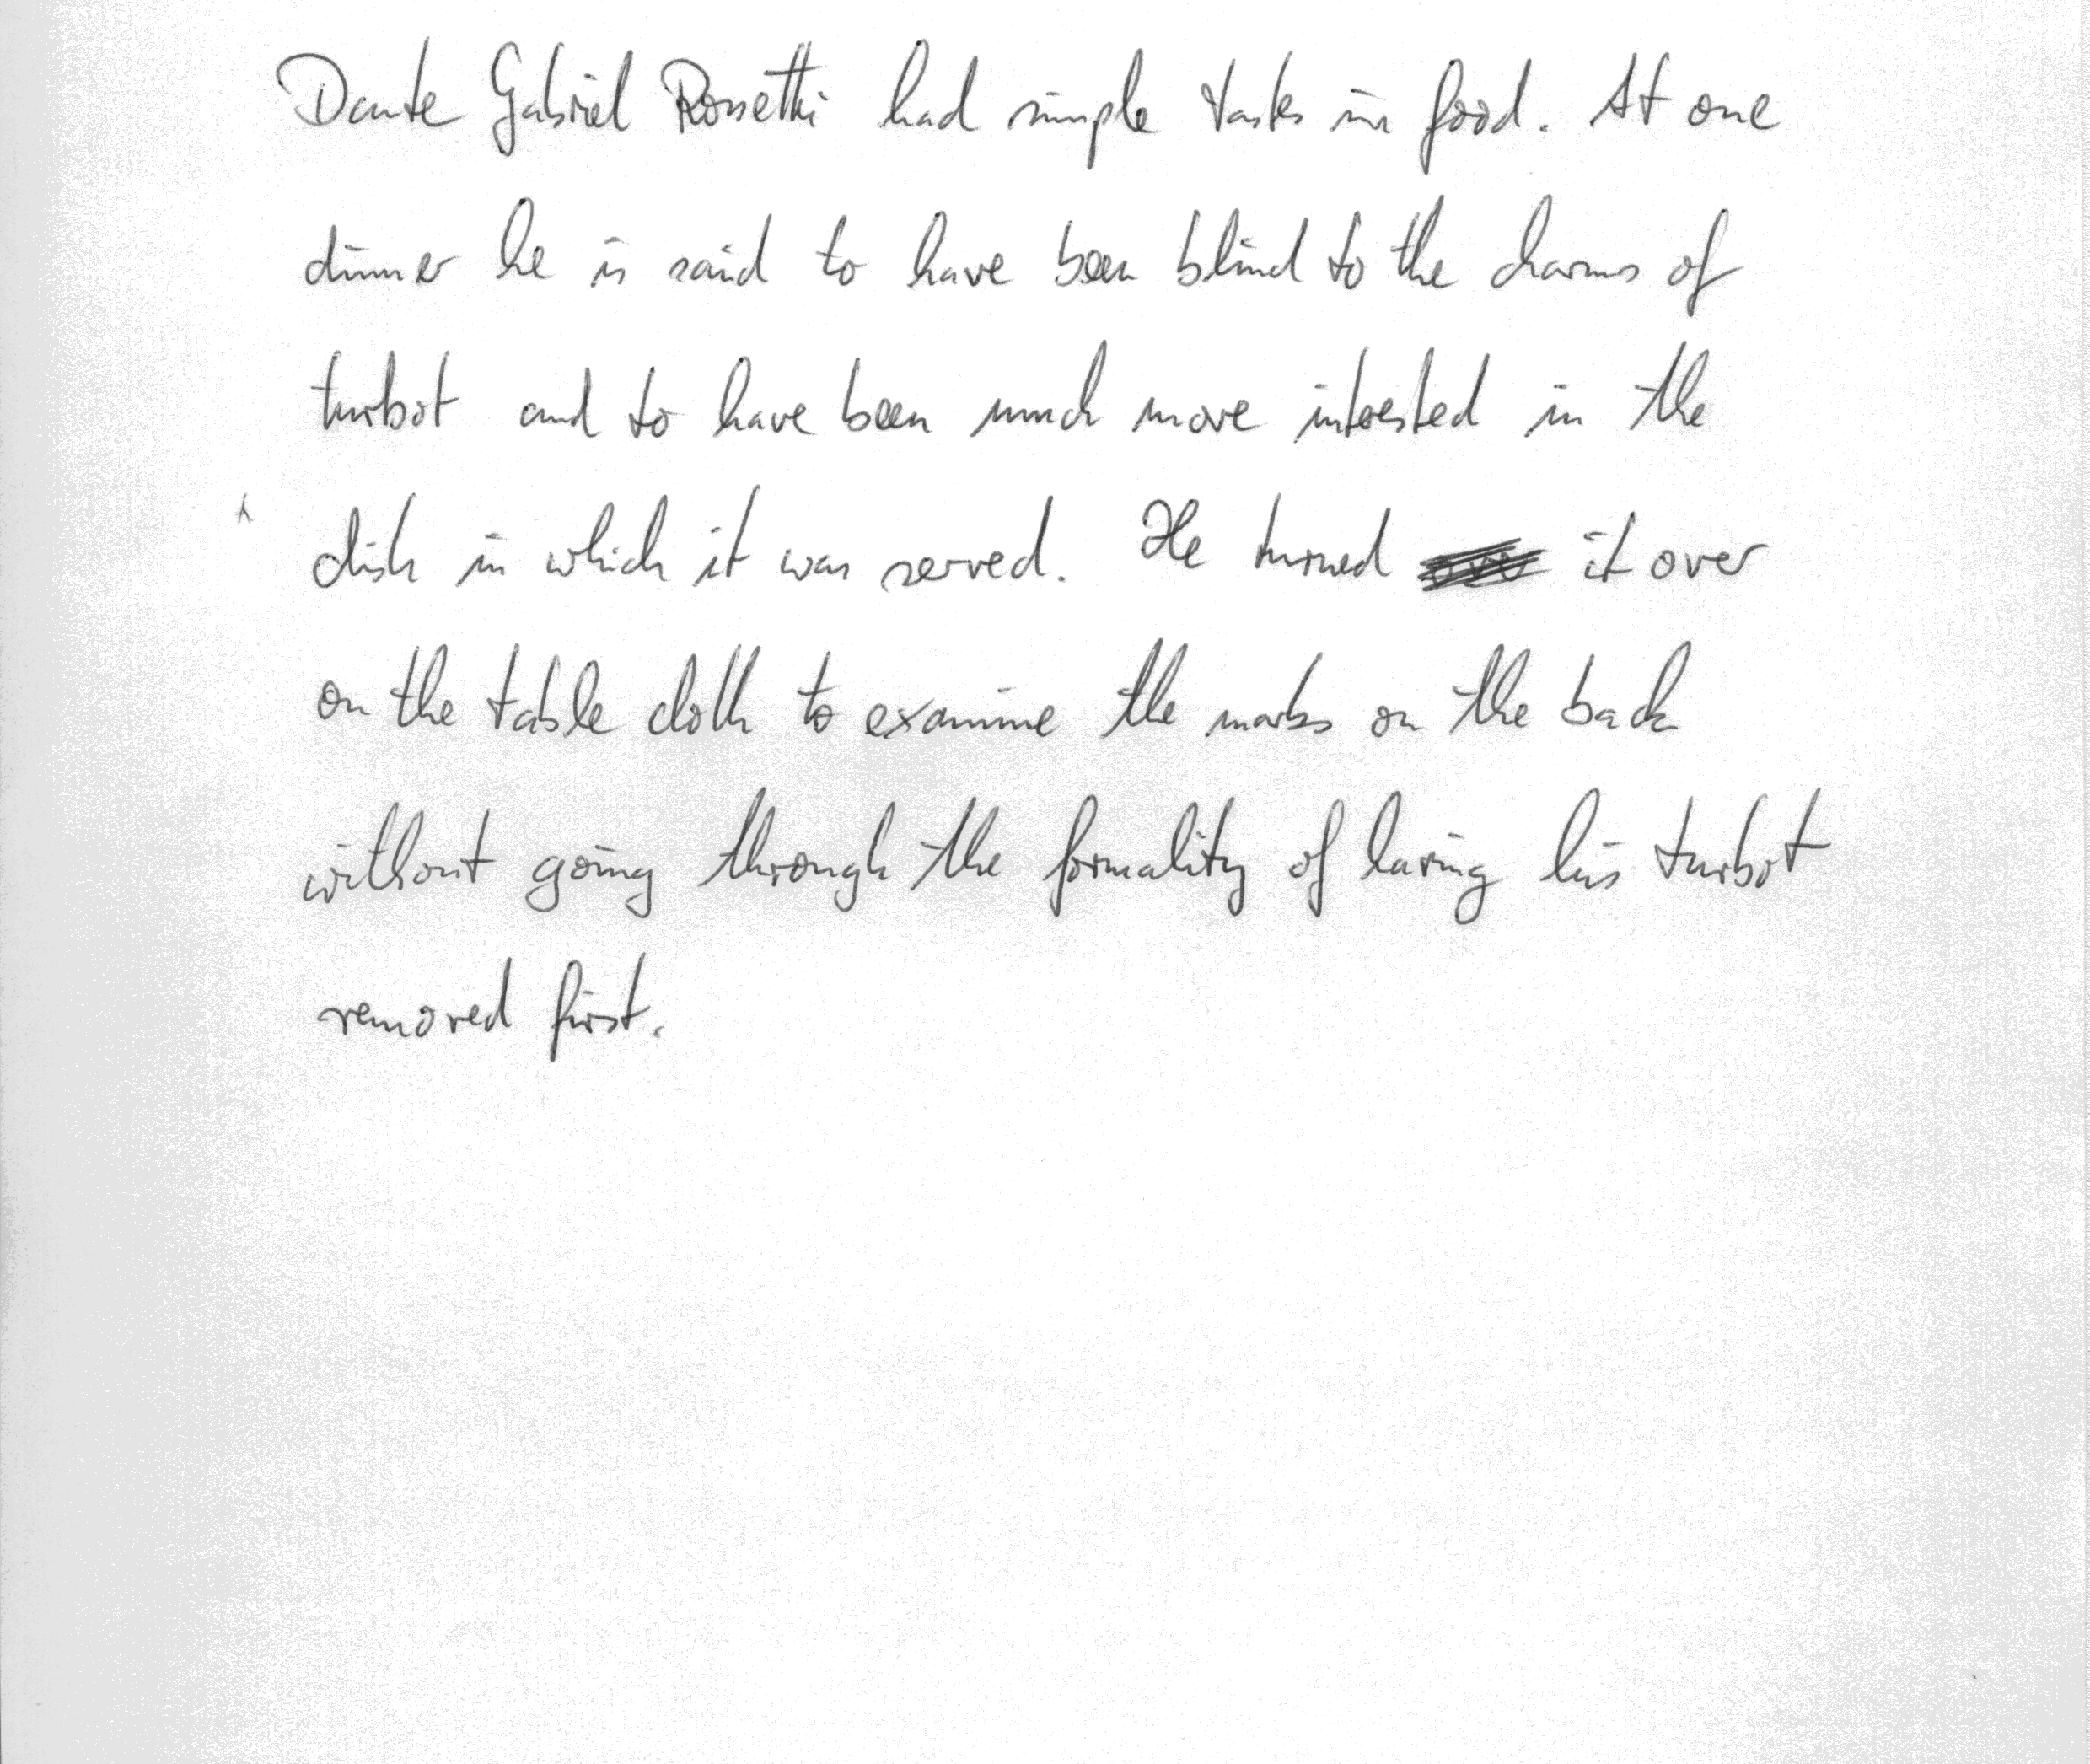 Dante Gabriel Rossetti had simple tastes in food. At one
dinner he is said to have been blind to the charms of
turbot and to have been much more interested in the
dish in which it was served. He turned it over
on the table cloth to examine the marks on the back
without going through the formality of having his turbot
removed first.